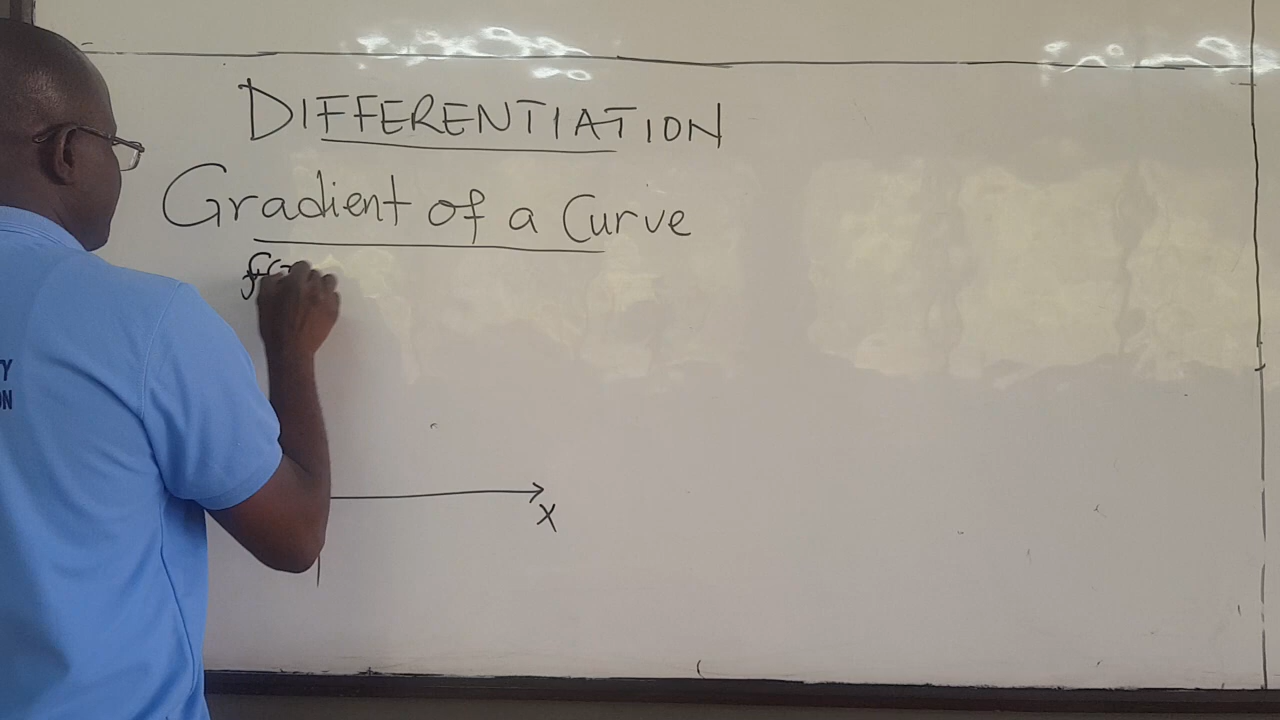 DIFFERENTIATION
Gradient of a Curve
f(
X